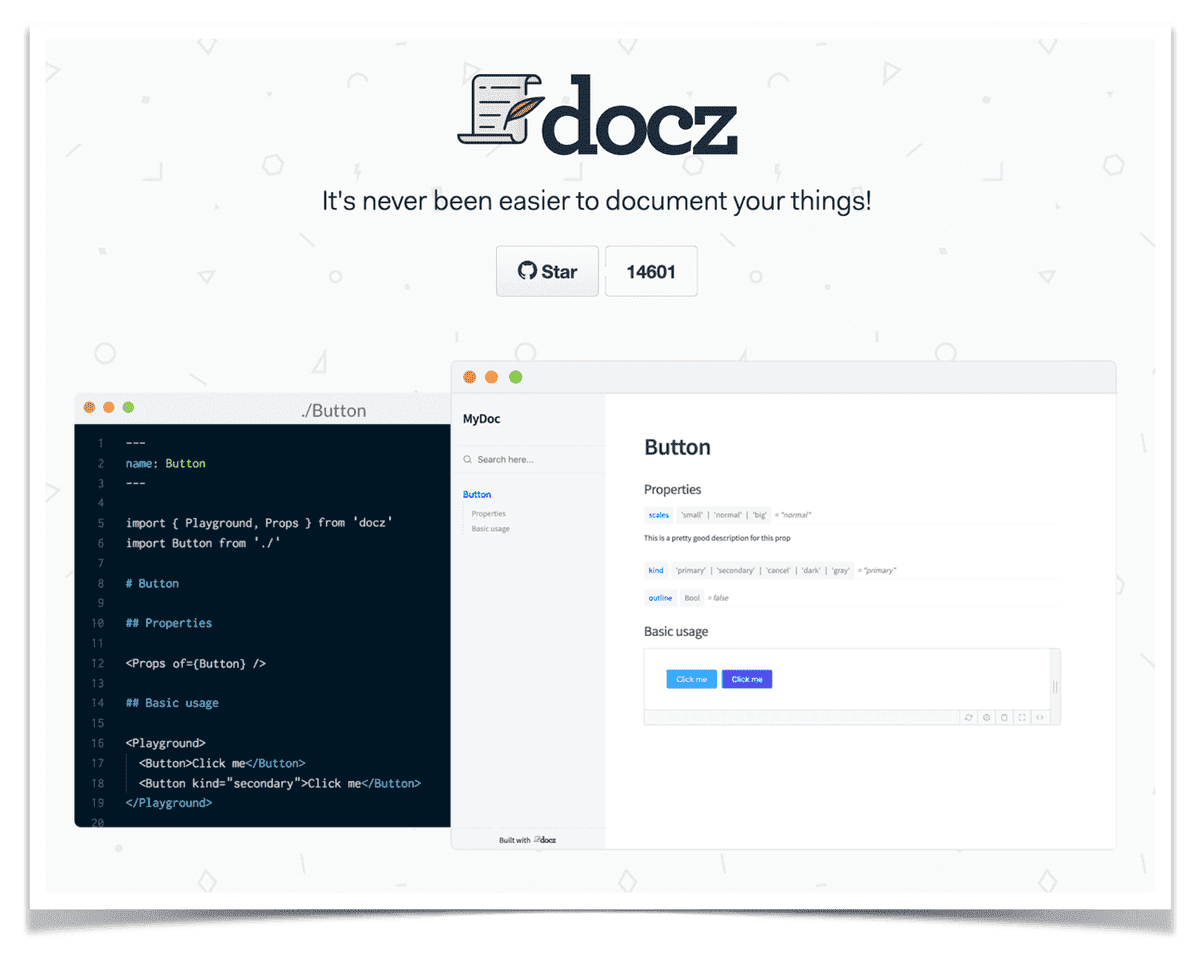 docz
It's never been easier to document your things!
Star 14601
./Button
1 ---
2 name: Button
3 ---
4
5 import { Playground, Props } from 'docz'
6 import Button from './'
7
8 # Button
9
10 ## Properties
11
12 <Props of={Button} />
13
14 ## Basic usage
15
16 <Playground>
17 <Button>Click me</Button>
18 <Button kind="secondary">Click me</Button>
19 </Playground>
20
MyDoc
Search here...
Button
Properties
Basic usage
Built with docz
Button
Properties
scales 'small' | 'normal' | 'big' = "normal"
This is a pretty good description for this prop
kind 'primary' | 'secondary' | 'cancel' | 'dark' | 'gray' = "primary"
outline Bool = false
Basic usage
Click me Click me